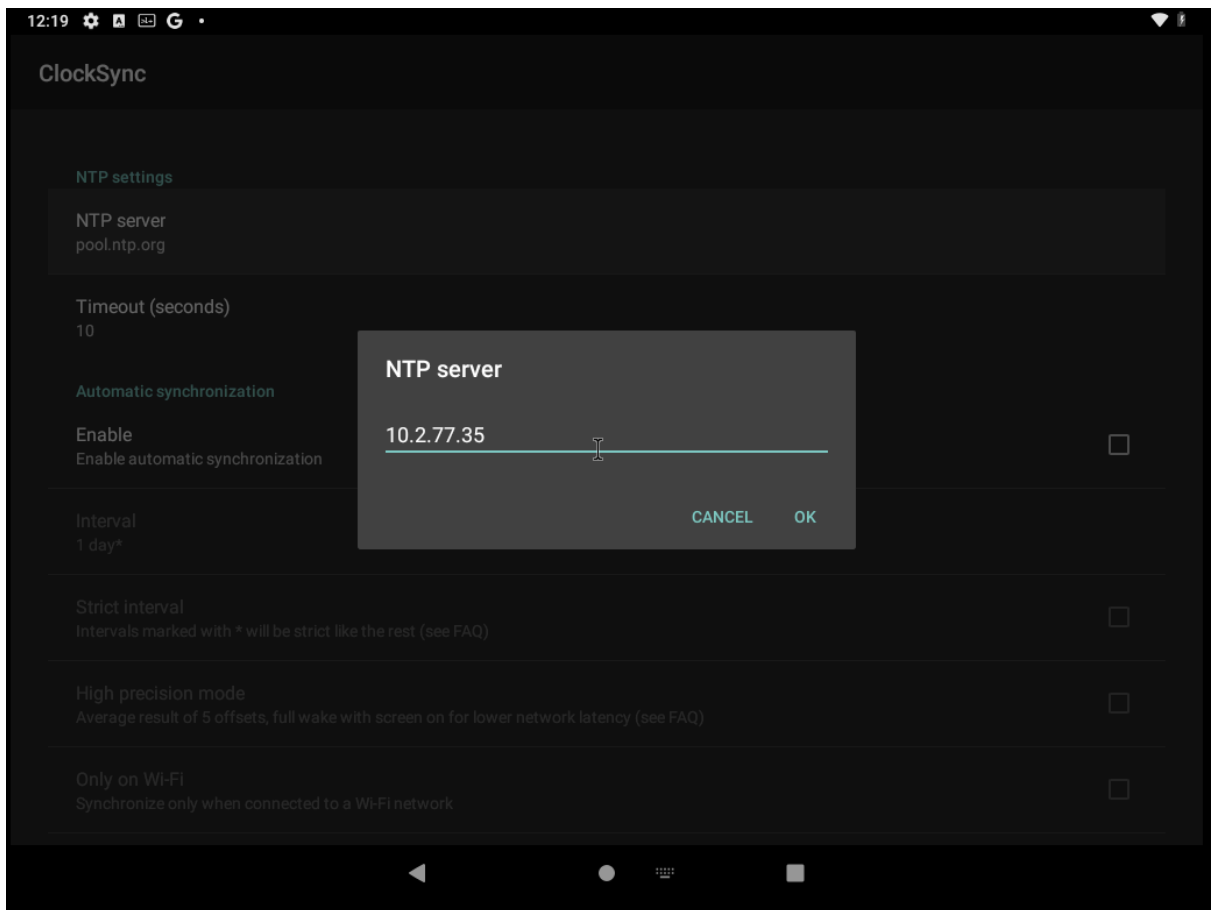 12:19
ClockSync
NTP settings
NTP server
pool.ntp.org
Timeout (seconds)
10
Automatic synchronization
Enable
Enable automatic synchronization
Interval
1 day*
Strict interval
Intervals marked with * will be strict like the rest (see FAQ)
High precision mode
Average result of 5 offsets, full wake with screen on for lower network latency (see FAQ)
Only on Wi-Fi
Synchronize only when connected to a Wi-Fi network
NTP server
10.2.77.35
CANCEL OK